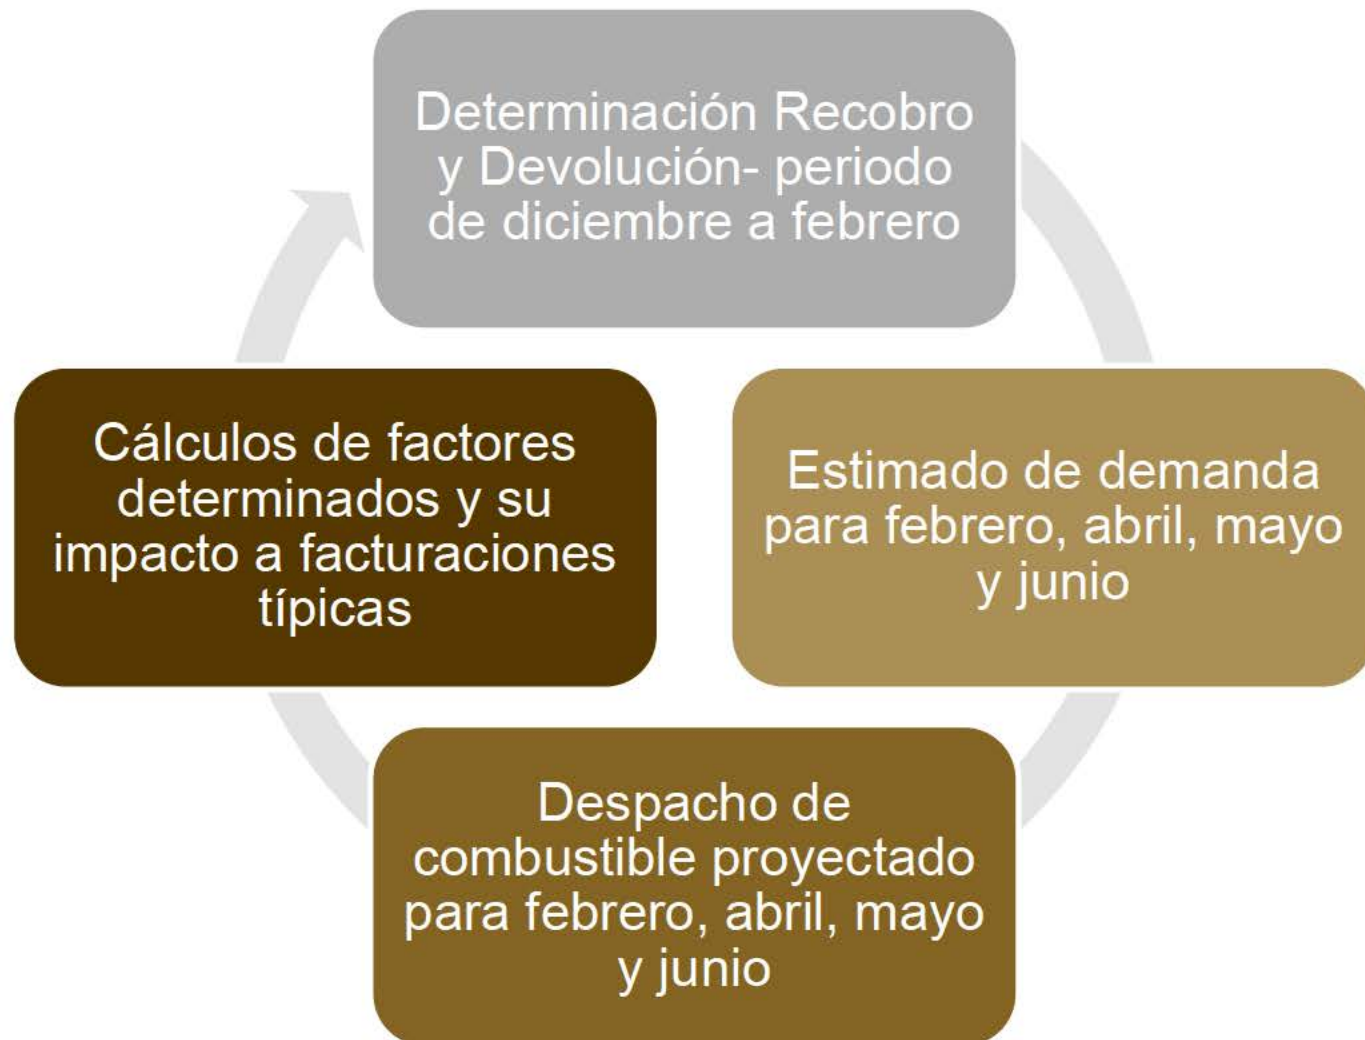 Determinación Recobro
y Devolución- periodo
de diciembre a febrero
Estimado de demanda
para febrero, abril, mayo
y junio
Despacho de
combustible proyectado
para febrero, abril, mayo
y junio
Cálculos de factores
determinados y su
impacto a facturaciones
típicas